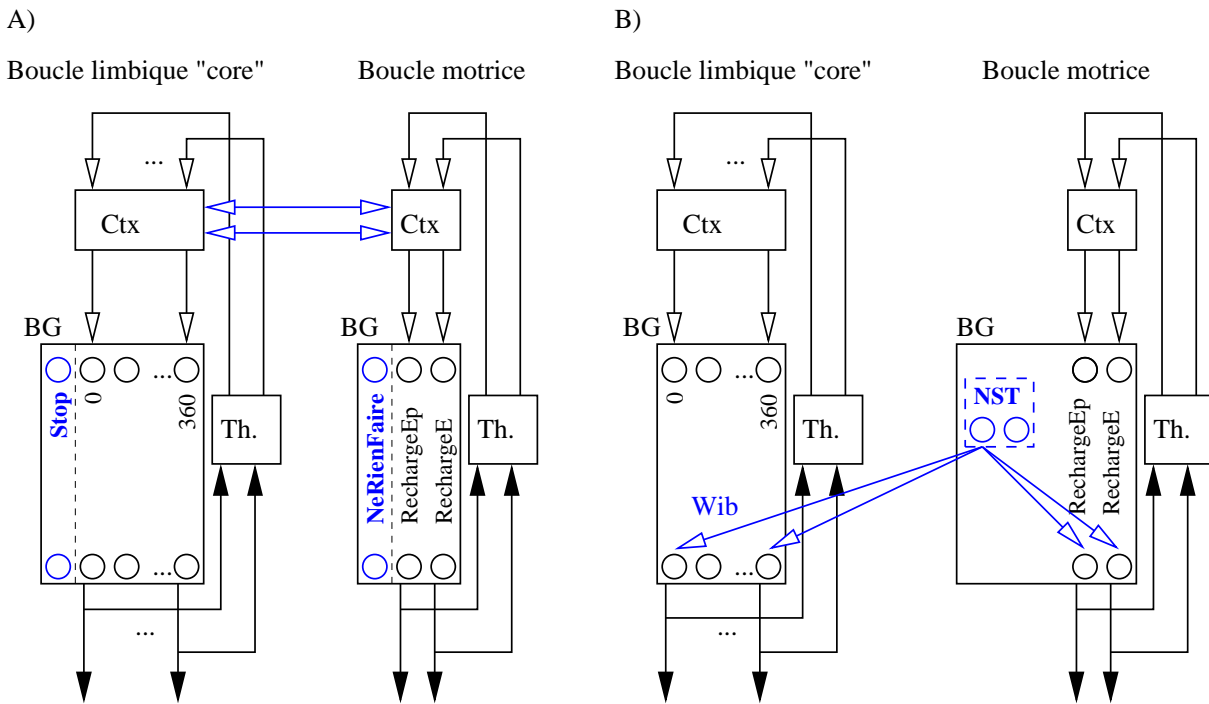 A)
B)
Boucle limbique "core"
Boucle motrice
Boucle limbique "core"
Boucle motrice
...
...
Ctx
Ctx
Ctx
Ctx
BG
BG
BG
BG
...
...
...
Stop
0
360
Th.
NeRienFaire
RechargeEp
RechargeE
Th.
0
360
Th.
NST
RechargeEp
RechargeE
Th.
Wib
...
...
...
...